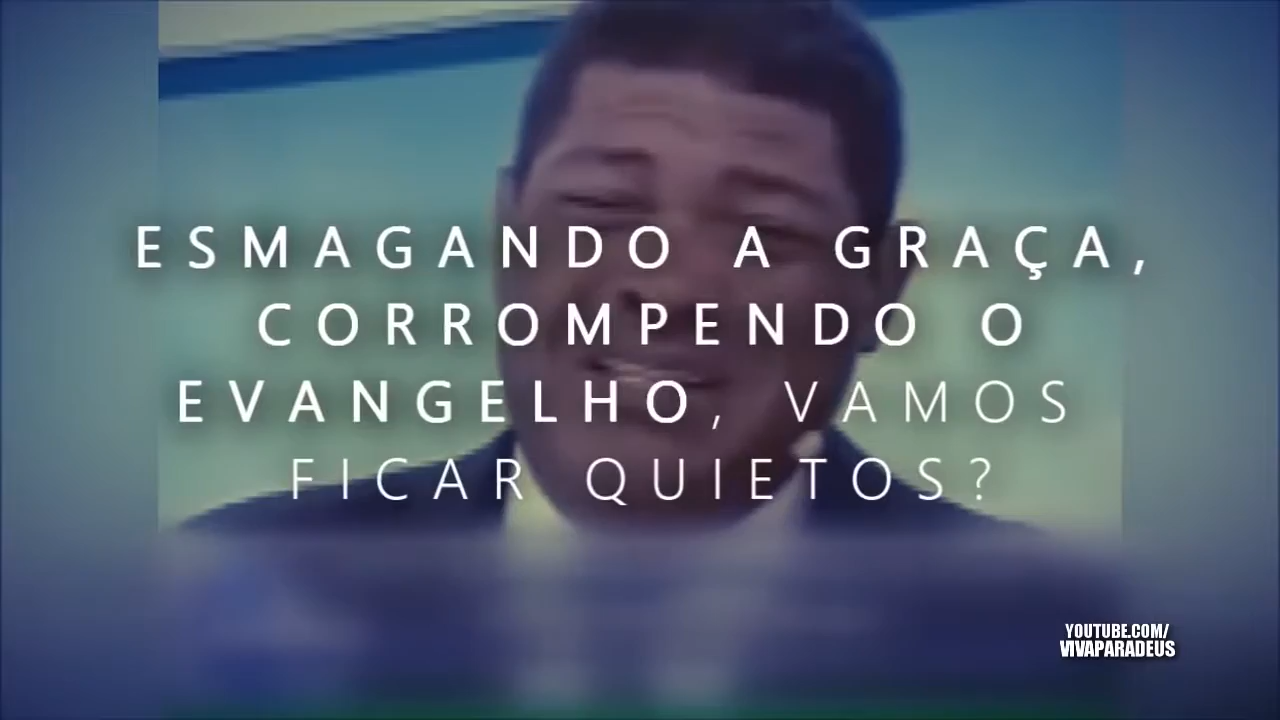 ESMAGANDO A GRAÇA,
CORROMPENDO O
EVANGELHO, VAMOS
FICAR QUIETOS?
YOUTUBE.COM/
VIVAPARADEUS